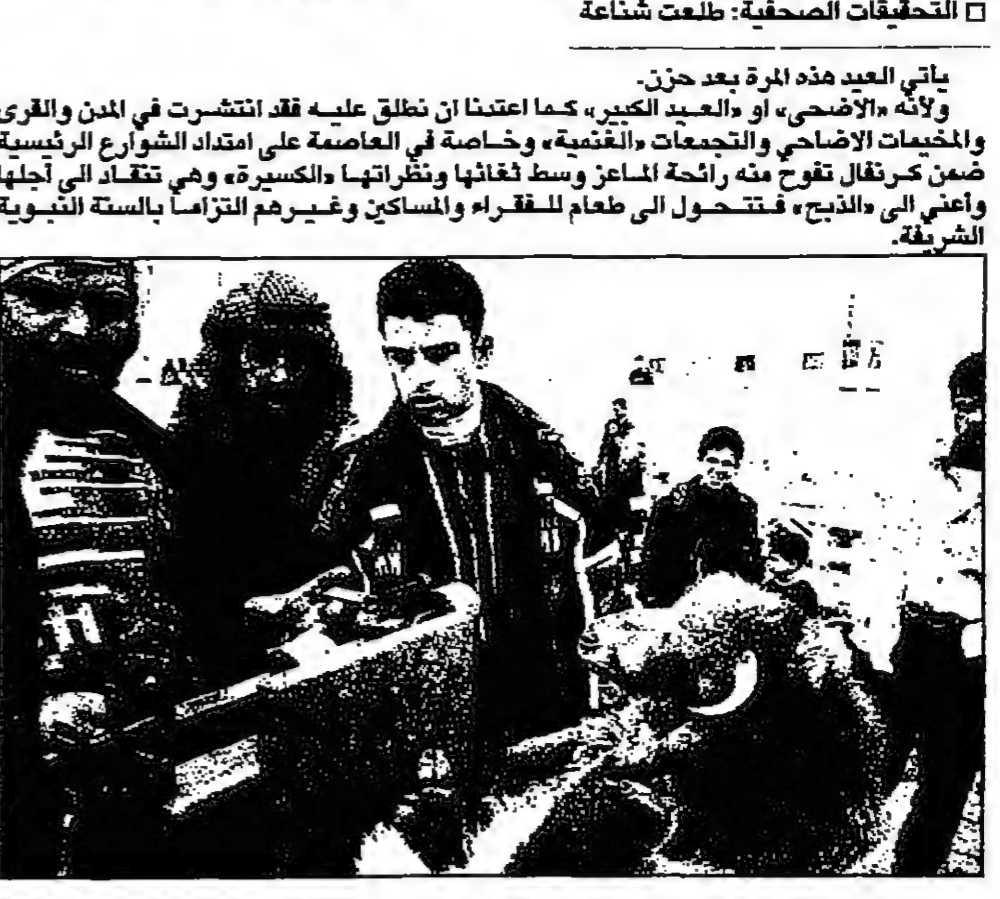 □ التحقيقات الصحفية: طلعت شناعة
يأتي العيد هذه المرة بعد حزن.
ولأنه «الاضحى» او «العيد الكبير» كما اعتدنا ان نطلق عليه فقد انتشرت في المدن والقرى
والمخيمات الاضاحي والتجمعات «الغنمية» وخاصة في العاصمة على امتداد الشوارع الرئيسية
ضمن كرنفال تفوح منه رائحة الماعز وسط ثغائها ونظراتها «الكسيرة» وهي تنقاد الى آجلها
وأعني الى «الذبح» فتتحول الى طعام للفقراء والمساكين وغيرهم التزاماً بالسنة النبوية
الشريفة.